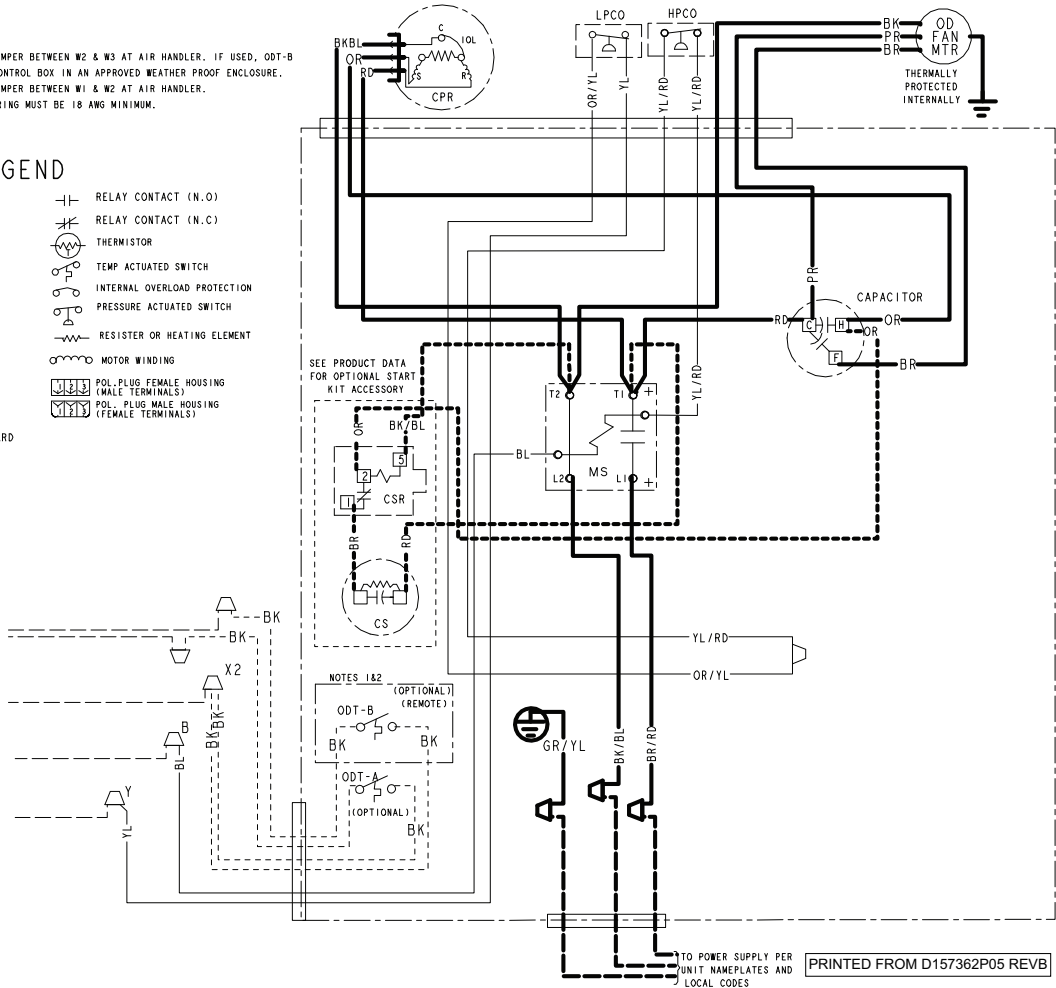 MPER BETWEEN W2 & W3 AT AIR HANDLER. IF USED, ODT-B
ONTROL BOX IN AN APPROVED WEATHER PROOF ENCLOSURE.
MPER BETWEEN W1 & W2 AT AIR HANDLER.
RING MUST BE 18 AWG MINIMUM.
BKBL
OR
RD
C
IOL
S
R
CPR
LPCO
HPCO
OR/YL
YL
YL/RD
YL/RD
BK
PR
BR
OD
FAN
MTR
THERMALLY
PROTECTED
INTERNALLY
GEND
RELAY CONTACT (N.O)
RELAY CONTACT (N.C)
T
THERMISTOR
TEMP ACTUATED SWITCH
INTERNAL OVERLOAD PROTECTION
PRESSURE ACTUATED SWITCH
RESISTER OR HEATING ELEMENT
MOTOR WINDING
1 2 3
POL.PLUG FEMALE HOUSING
(MALE TERMINALS)
1 2 3
POL. PLUG MALE HOUSING
(FEMALE TERMINALS)
RD
PR
CAPACITOR
RD
C
H
OR
OR
F
BR
SEE PRODUCT DATA
FOR OPTIONAL START
KIT ACCESSORY
OR
BK/BL
5
2
1
CSR
BR
RD
CS
T2
T1
+
YL/RD
BL
MS
L2
L1
+
BK
BK
X2
BK
BK
B
BL
Y
YL
NOTES 1&2
(OPTIONAL)
(REMOTE)
ODT-B
BK
BK
ODT-A
(OPTIONAL)
BK
YL/RD
OR/YL
GR/YL
BK/BL
BR/RD
TO POWER SUPPLY PER
UNIT NAMEPLATES AND
LOCAL CODES
PRINTED FROM D157362P05 REVB